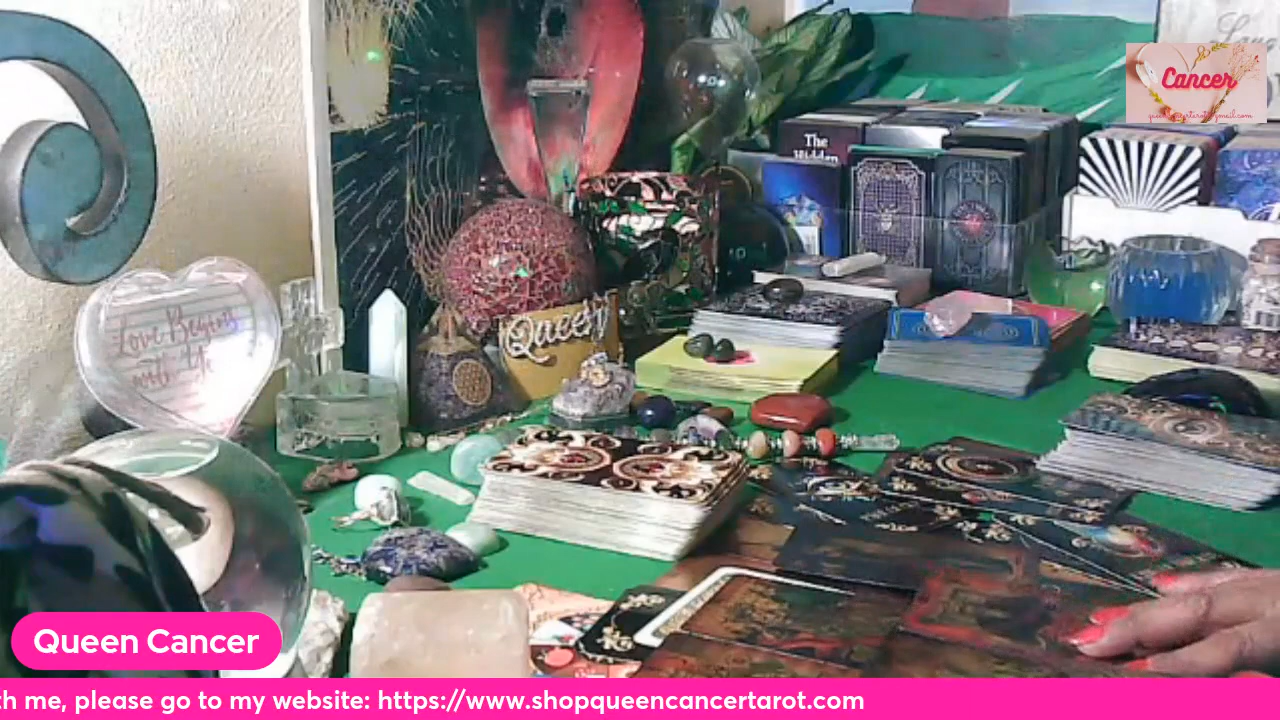 Cancer
The
Hidden
Love Begins
with Us
Queen
Queen Cancer
th me, please go to my website: https://www.shopqueencancertarot.com